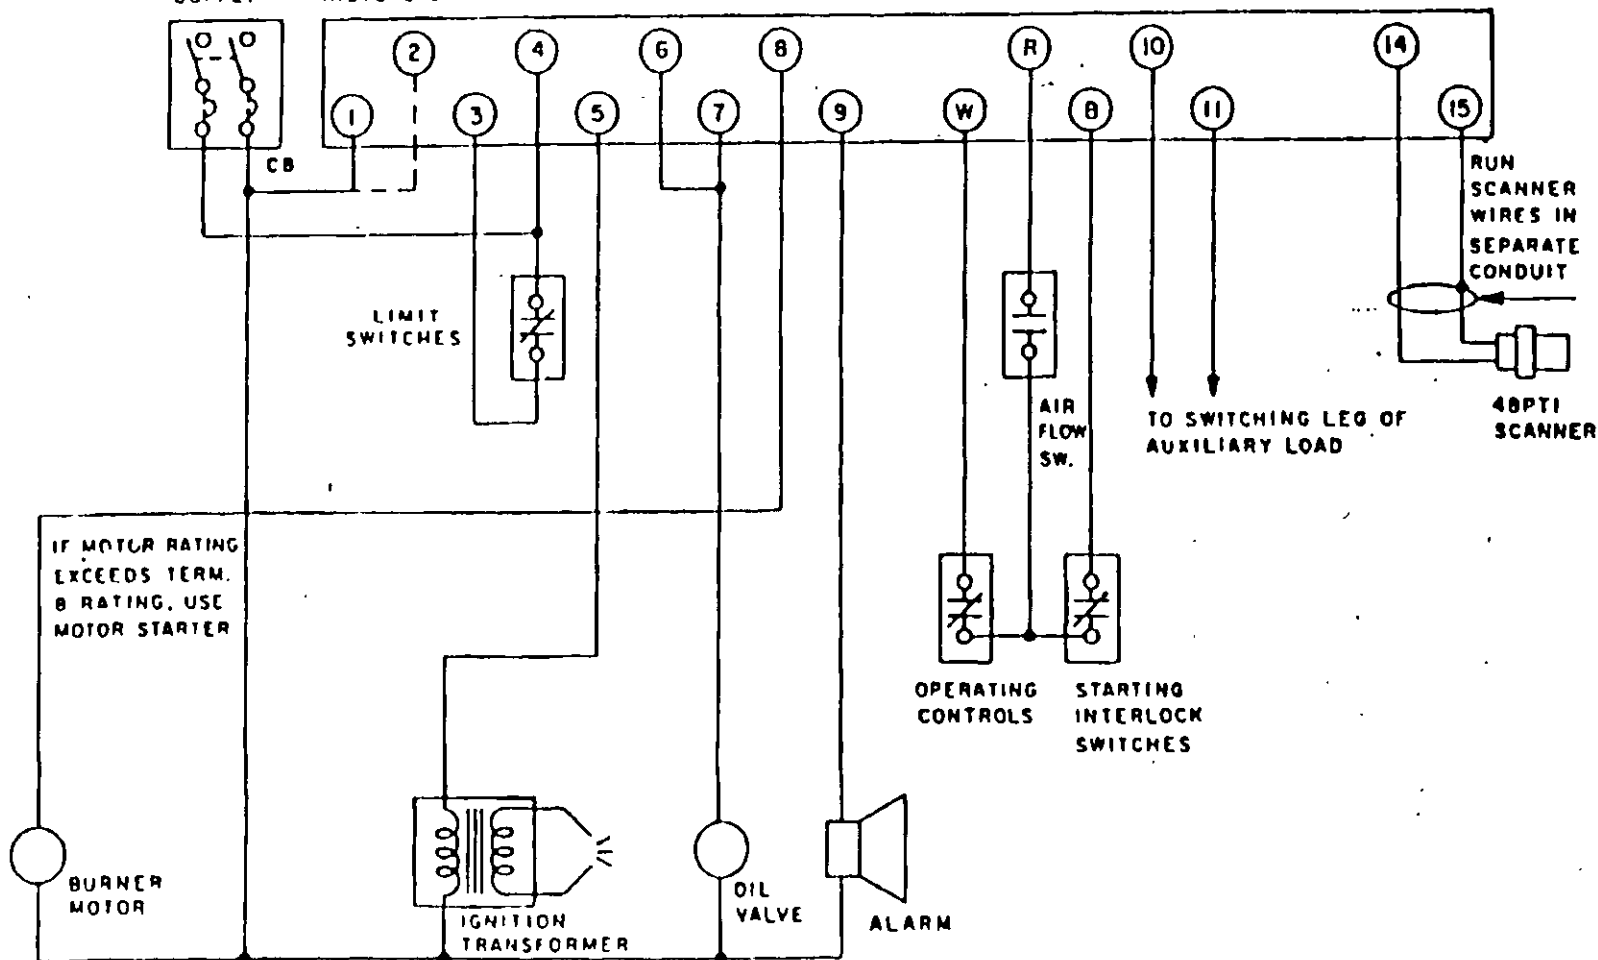 2
4
6
8
R
10
14
1
3
5
7
9
W
B
11
15
CB
RUN
SCANNER
WIRES IN
SEPARATE
CONDUIT
LIMIT
SWITCHES
AIR
FLOW
SW.
TO SWITCHING LEG OF
AUXILIARY LOAD
48PT1
SCANNER
IF MOTOR RATING
EXCEEDS TERM.
8 RATING, USE
MOTOR STARTER
OPERATING
CONTROLS
STARTING
INTERLOCK
SWITCHES
BURNER
MOTOR
IGNITION
TRANSFORMER
OIL
VALVE
ALARM